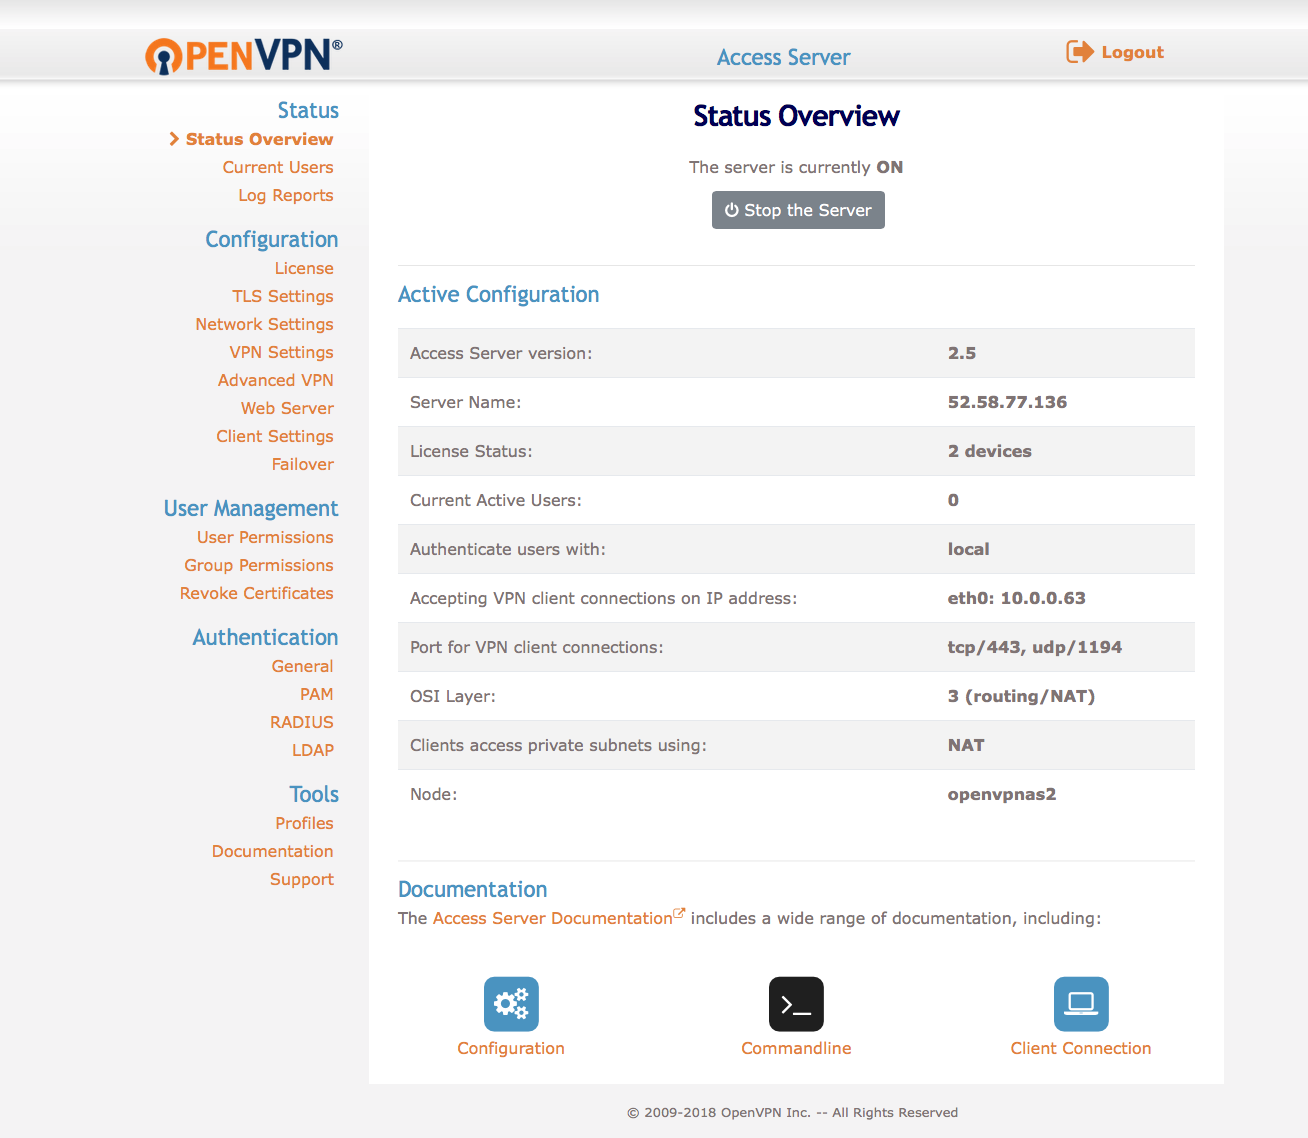 OPENVPN®
Access Server
Logout
Status
Status Overview
Current Users
Log Reports
Configuration
License
TLS Settings
Network Settings
VPN Settings
Advanced VPN
Web Server
Client Settings
Failover
User Management
User Permissions
Group Permissions
Revoke Certificates
Authentication
General
PAM
RADIUS
LDAP
Tools
Profiles
Documentation
Support
Status Overview
The server is currently ON
Stop the Server
Active Configuration
Access Server version: 2.5
Server Name: 52.58.77.136
License Status: 2 devices
Current Active Users: 0
Authenticate users with: local
Accepting VPN client connections on IP address: eth0: 10.0.0.63
Port for VPN client connections: tcp/443, udp/1194
OSI Layer: 3 (routing/NAT)
Clients access private subnets using: NAT
Node: openvpnas2
Documentation
The Access Server Documentation includes a wide range of documentation, including:
Configuration
Commandline
Client Connection
© 2009-2018 OpenVPN Inc. -- All Rights Reserved